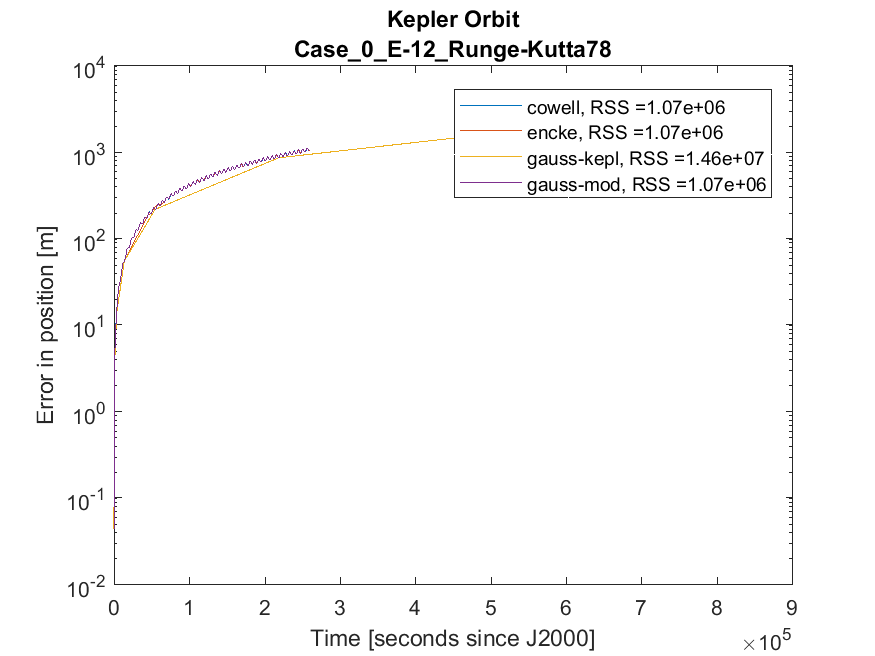 Kepler Orbit
Case_0_E-12_Runge-Kutta78
10^4
10^3
10^2
10^1
10^0
10^-1
10^-2
Error in position [m]
cowell, RSS =1.07e+06
encke, RSS =1.07e+06
gauss-kepl, RSS =1.46e+07
gauss-mod, RSS =1.07e+06
0 1 2 3 4 5 6 7 8 9
Time [seconds since J2000]
×10^5